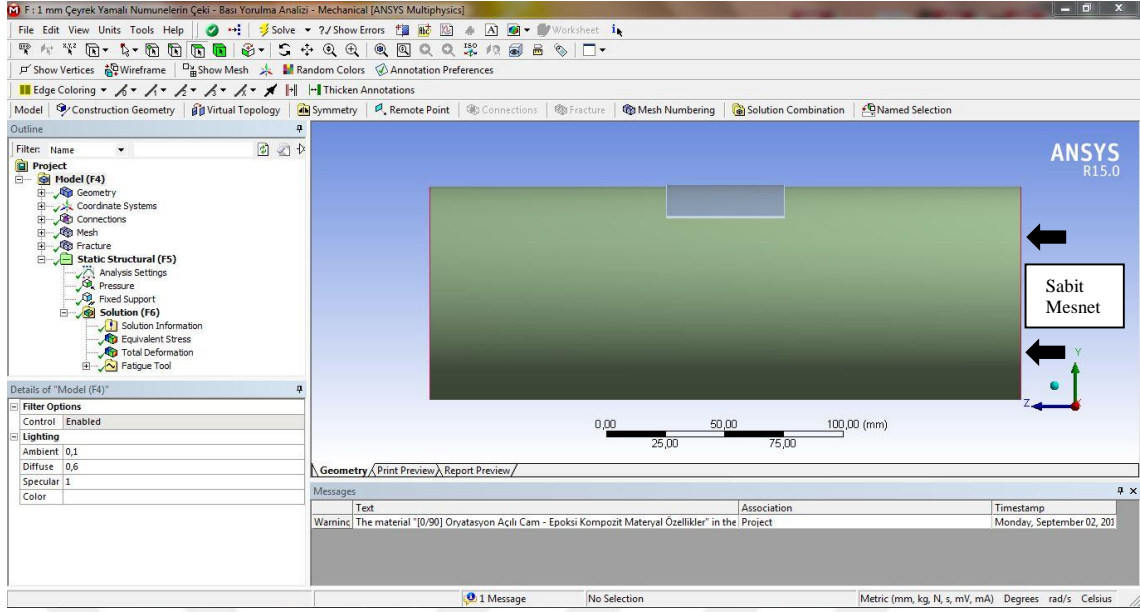 F : 1 mm Çeyrek Yamalı Numunelerin Çeki - Bası Yorulma Analizi - Mechanical [ANSYS Multiphysics]
File Edit View Units Tools Help Solve ?/ Show Errors A Worksheet
Show Vertices Wireframe Show Mesh Random Colors Annotation Preferences
Edge Coloring Thicken Annotations
Model Construction Geometry Virtual Topology Symmetry Remote Point Connections Fracture Mesh Numbering Solution Combination Named Selection
Outline
Filter: Name
Project
Model (F4)
Geometry
Coordinate Systems
Connections
Mesh
Fracture
Static Structural (F5)
Analysis Settings
Pressure
Fixed Support
Solution (F6)
Solution Information
Equivalent Stress
Total Deformation
Fatigue Tool
Details of "Model (F4)"
Filter Options
Control Enabled
Lighting
Ambient 0,1
Diffuse 0,6
Specular 1
Color
ANSYS
R15.0
Sabit
Mesnet
Y
Z
0,00 50,00 100,00 (mm)
25,00 75,00
Geometry Print Preview Report Preview
Messages
Text Association Timestamp
Warninc The material "[0/90] Oryatasyon Açılı Cam - Epoksi Kompozit Materyal Özellikler" in the Project Monday, September 02, 201
1 Message No Selection Metric (mm, kg, N, s, mV, mA) Degrees rad/s Celsius